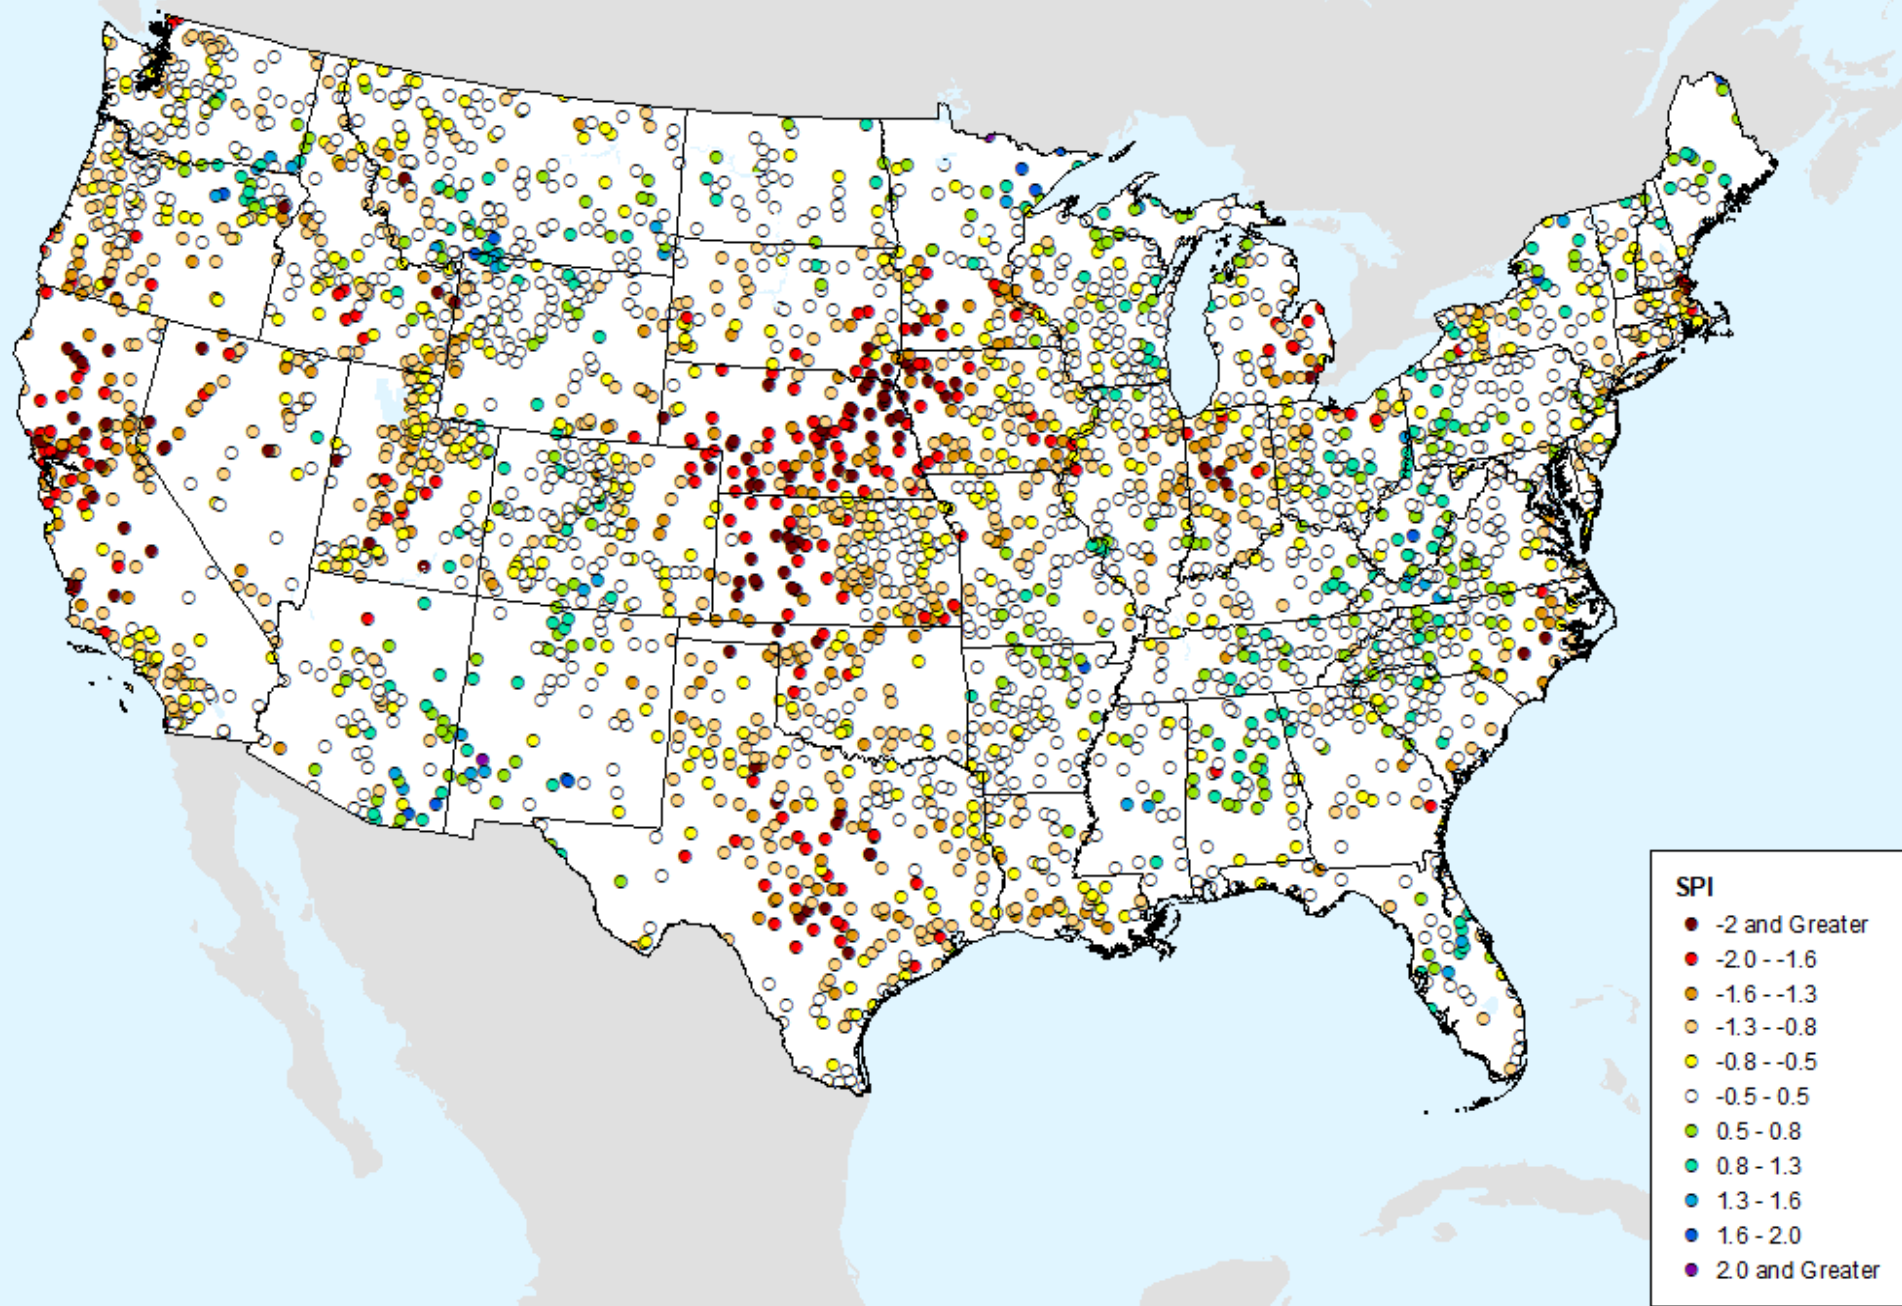 SPI
-2 and Greater
-2.0 - -1.6
-1.6 - -1.3
-1.3 - -0.8
-0.8 - -0.5
-0.5 - 0.5
0.5 - 0.8
0.8 - 1.3
1.3 - 1.6
1.6 - 2.0
2.0 and Greater